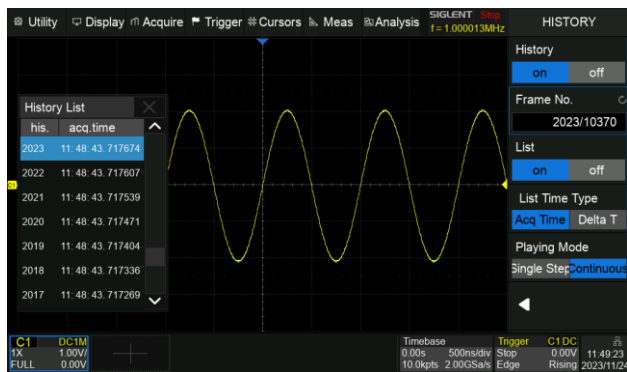 Utility Display Acquire Trigger Cursors Meas Analysis SIGLENT Stop
f = 1.000013MHz
HISTORY
History
on off
Frame No.
2023/10370
List
on off
List Time Type
Acq Time Delta T
Playing Mode
Single Step Continuous
History List
his. acq.time
2023 11: 48: 43. 717674
2022 11: 48: 43. 717607
2021 11: 48: 43. 717539
2020 11: 48: 43. 717471
2019 11: 48: 43. 717404
2018 11: 48: 43. 717336
2017 11: 48: 43. 717269
C1
C1 DC1M
1X 1.00V/
FULL 0.00V
Timebase
0.00s 500ns/div
10.0kpts 2.00GSa/s
Trigger C1 DC
Stop 0.00V
Edge Rising
11:49:23
2023/11/24